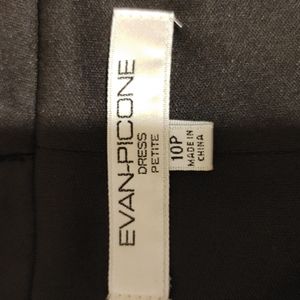 EVAN-PICONE
DRESS
PETITE
10P
MADE IN
CHINA